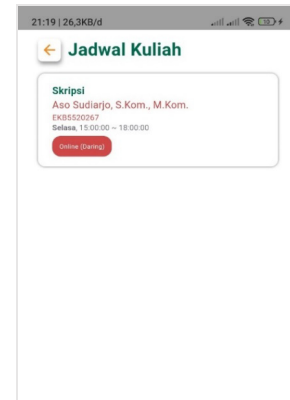 21:19 | 26,3KB/d
Jadwal Kuliah
Skripsi
Aso Sudiarjo, S.Kom., M.Kom.
EKB5520267
Selasa, 15:00:00 ~ 18:00:00
Online (Daring)